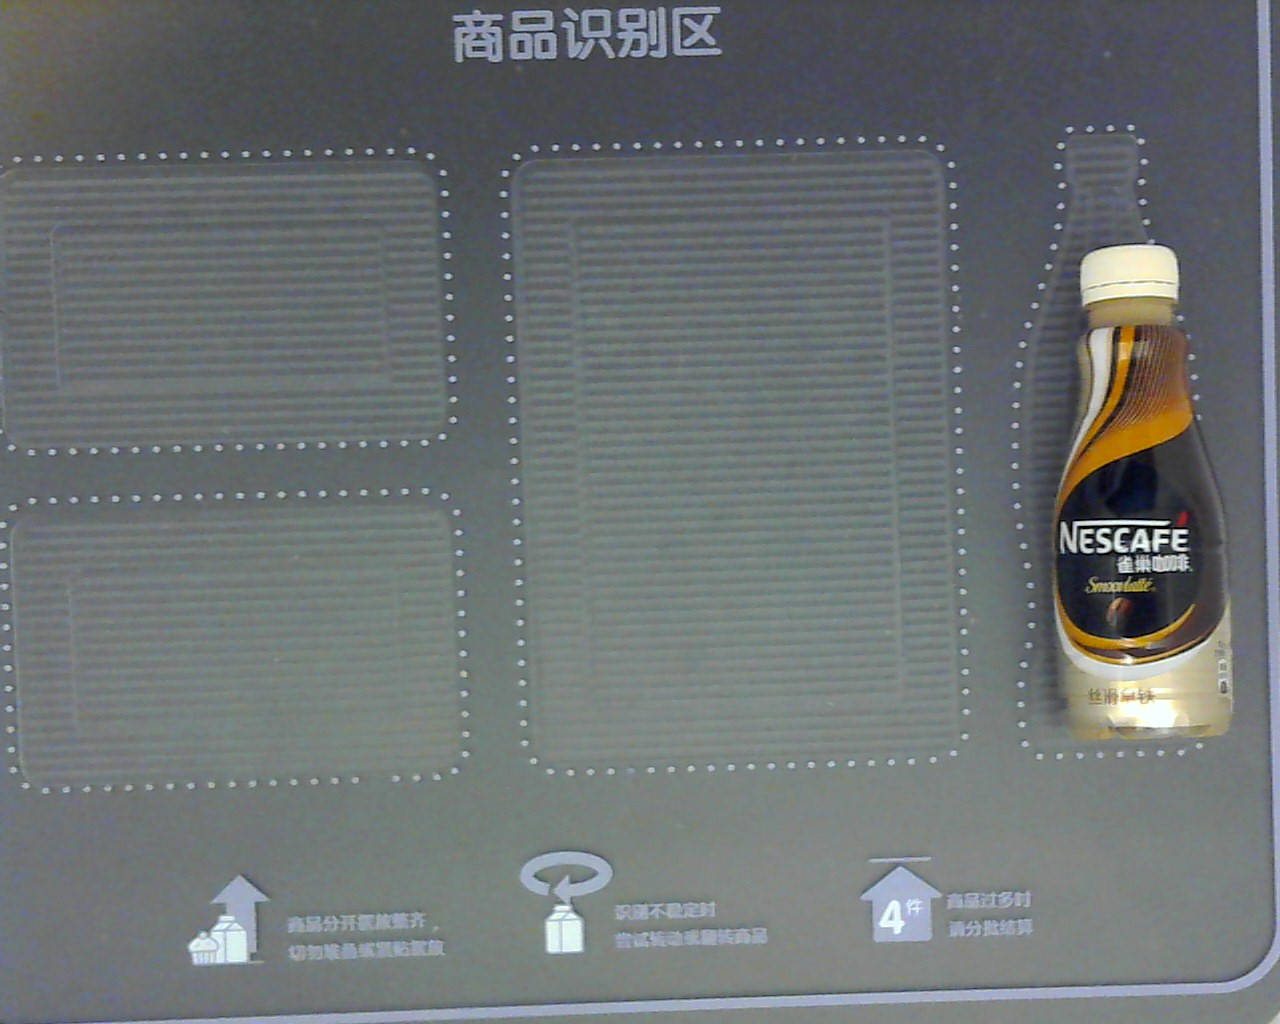 商品识别区
NESCAFÉ
雀巢咖啡
Smoovlatté
丝滑拿铁
商品分开摆放整齐，
切勿堆叠或紧贴摆放
识别不稳定时
尝试转动或翻转商品
4件
商品过多时
请分批结算